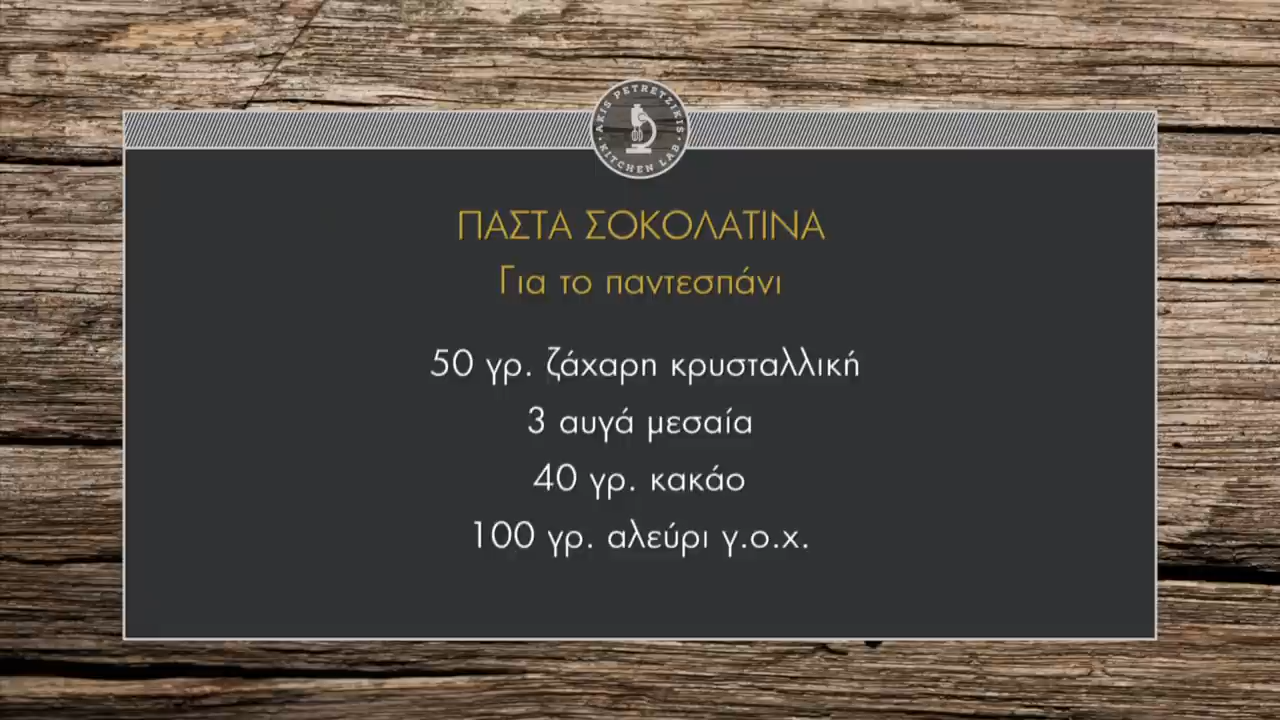 AKIS PETRETZIKIS
KITCHEN LAB
ΠΑΣΤΑ ΣΟΚΟΛΑΤΙΝΑ
Για το παντεσπάνι
50 γρ. ζάχαρη κρυσταλλική
3 αυγά μεσαία
40 γρ. κακάο
100 γρ. αλεύρι γ.ο.χ.